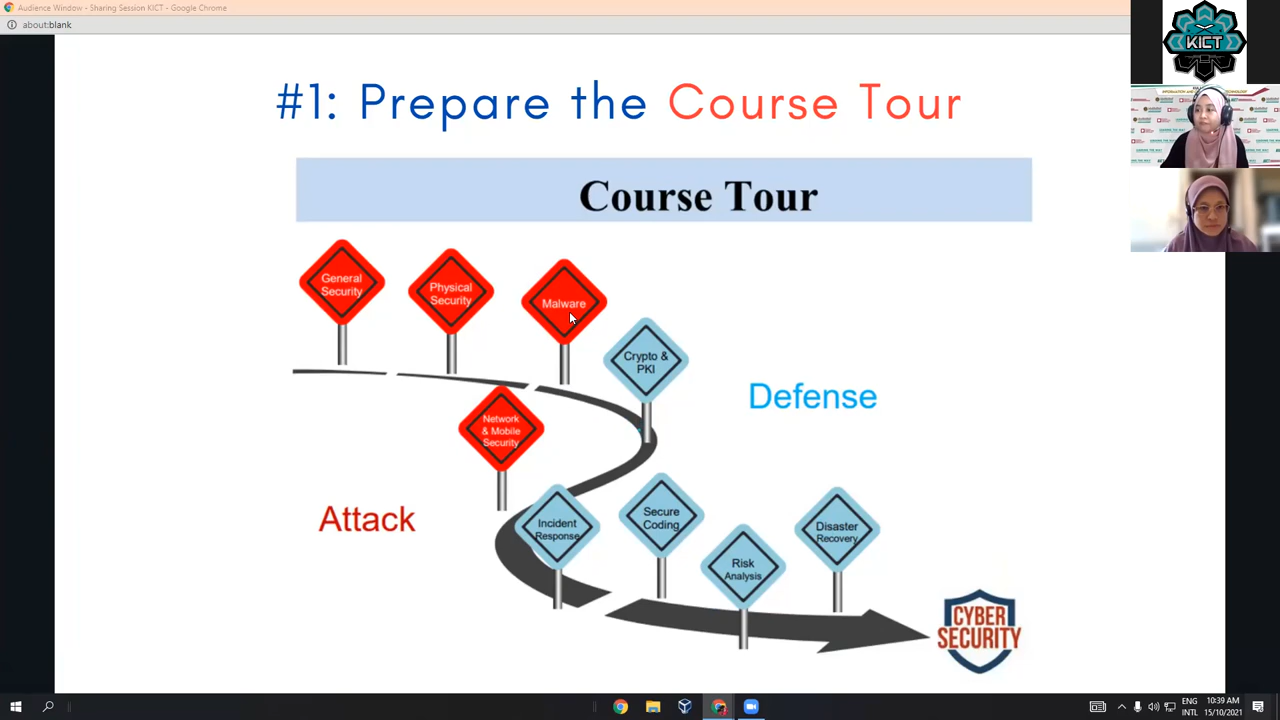 Audience Window - Sharing Session KICT - Google Chrome
about:blank
KICT
#1: Prepare the Course Tour
Course Tour
General
Security
Physical
Security
Malware
Crypto &
PKI
Defense
Network
& Mobile
Security
Attack
Incident
Response
Secure
Coding
Risk
Analysis
Disaster
Recovery
CYBER
SECURITY
ENG
INTL
10:39 AM
15/10/2021